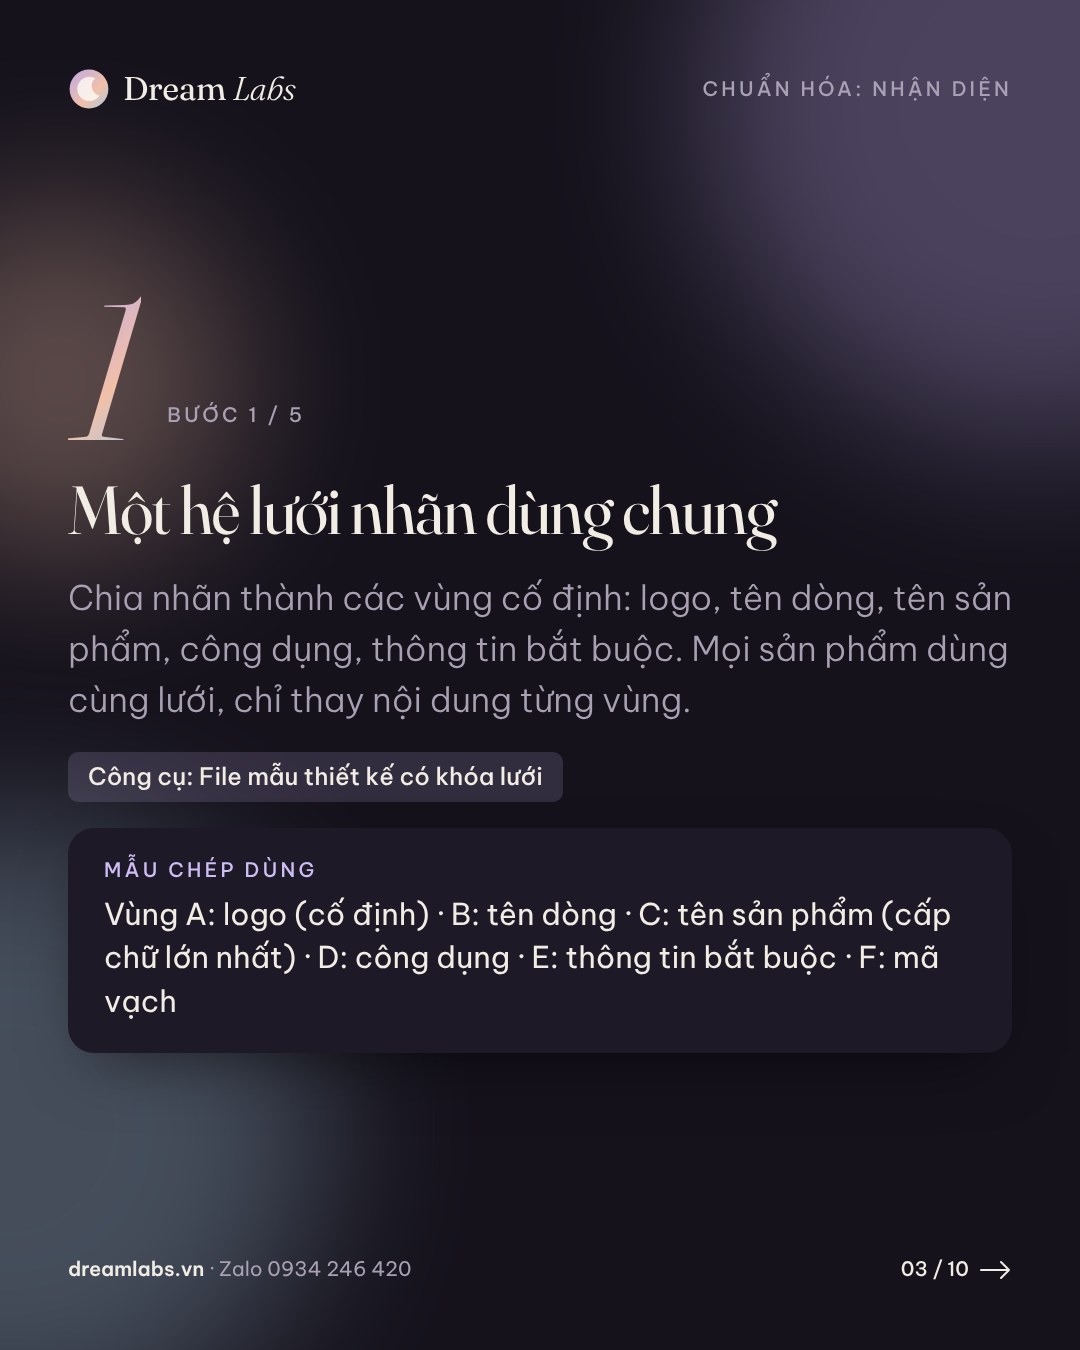 Dream Labs
CHUẨN HÓA: NHẬN DIỆN
1
BƯỚC 1 / 5
Một hệ lưới nhãn dùng chung
Chia nhãn thành các vùng cố định: logo, tên dòng, tên sản
phẩm, công dụng, thông tin bắt buộc. Mọi sản phẩm dùng
cùng lưới, chỉ thay nội dung từng vùng.
Công cụ: File mẫu thiết kế có khóa lưới
MẪU CHÉP DÙNG
Vùng A: logo (cố định) · B: tên dòng · C: tên sản phẩm (cấp
chữ lớn nhất) · D: công dụng · E: thông tin bắt buộc · F: mã
vạch
dreamlabs.vn · Zalo 0934 246 420
03 / 10 →